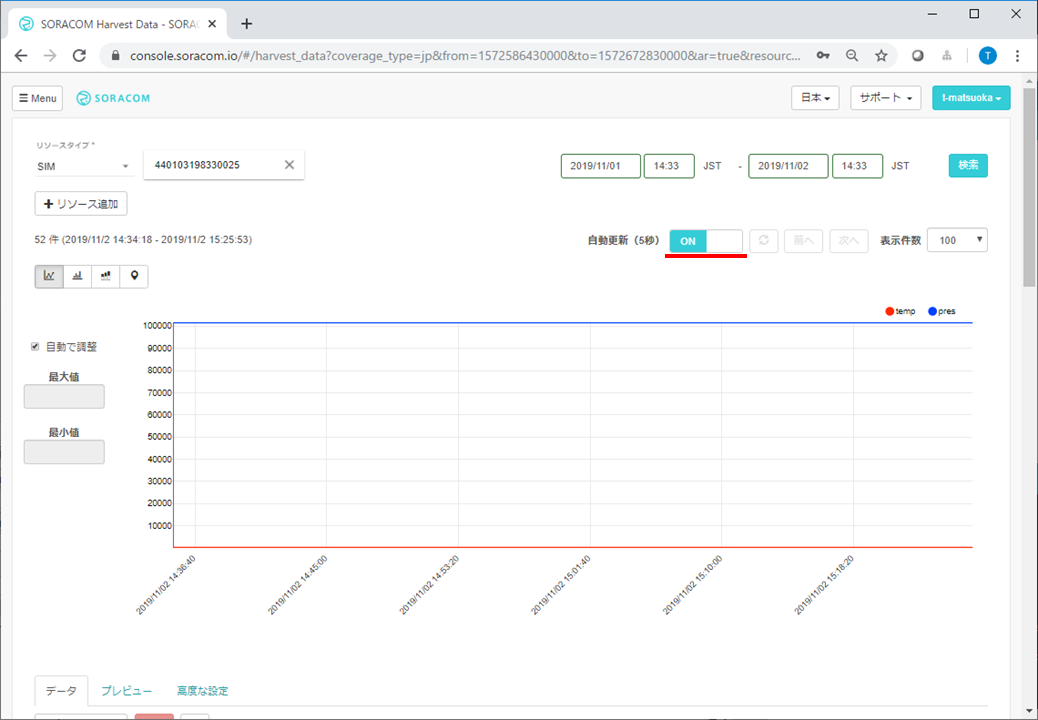 SORACOM Harvest Data - SORAC
console.soracom.io/#/harvest_data?coverage_type=jp&from=1572586430000&to=1572672830000&ar=true&resourc...
T
Menu
SORACOM
日本
サポート
t-matsuoka
リソースタイプ *
SIM
440103198330025
2019/11/01
14:33
JST
-
2019/11/02
14:33
JST
検索
+ リソース追加
52 件 (2019/11/2 14:34:18 - 2019/11/2 15:25:53)
自動更新 (5秒)
ON
前へ
次へ
表示件数
100
temp
pres
自動で調整
最大値
最小値
100000
90000
80000
70000
60000
50000
40000
30000
20000
10000
2019/11/02 14:36:40
2019/11/02 14:45:00
2019/11/02 14:53:20
2019/11/02 15:01:40
2019/11/02 15:10:00
2019/11/02 15:18:20
データ
プレビュー
高度な設定